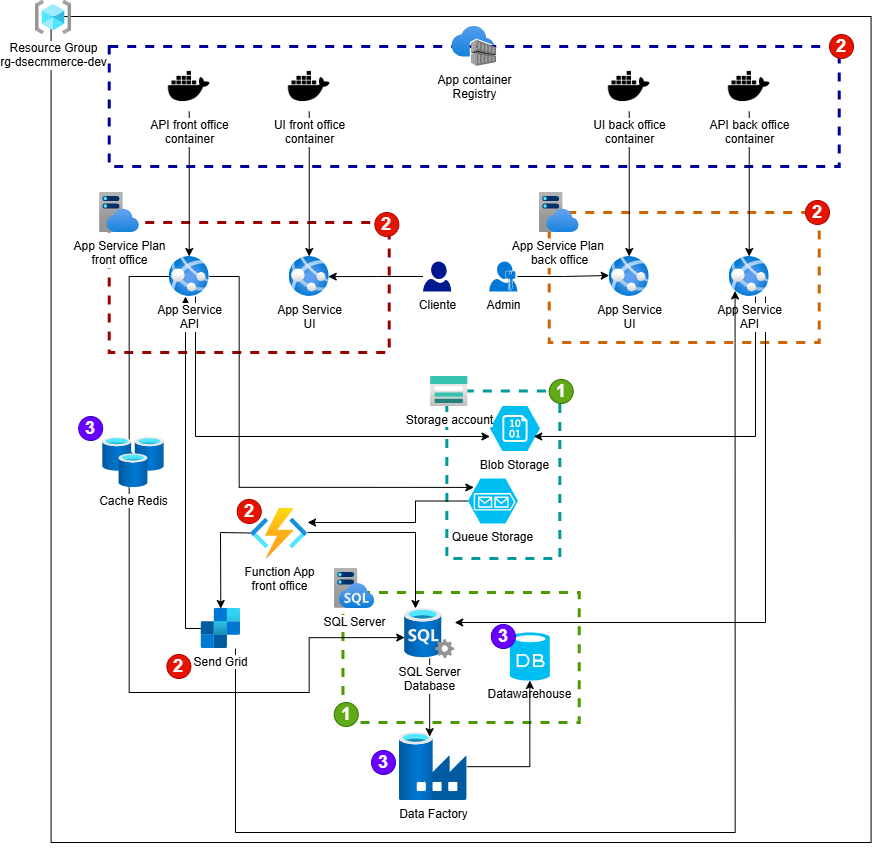 Resource Group
rg-dsecmmerce-dev
App container
Registry
2
API front office
container
UI front office
container
UI back office
container
API back office
container
App Service Plan
front office
2
App Service Plan
back office
2
App Service
API
App Service
UI
Cliente
Admin
App Service
UI
App Service
API
Storage account
1
10
01
Blob Storage
3
Cache Redis
Queue Storage
2
Function App
front office
SQL
SQL Server
SQL
SQL Server
Database
3
DB
Datawarehouse
2
Send Grid
1
3
Data Factory